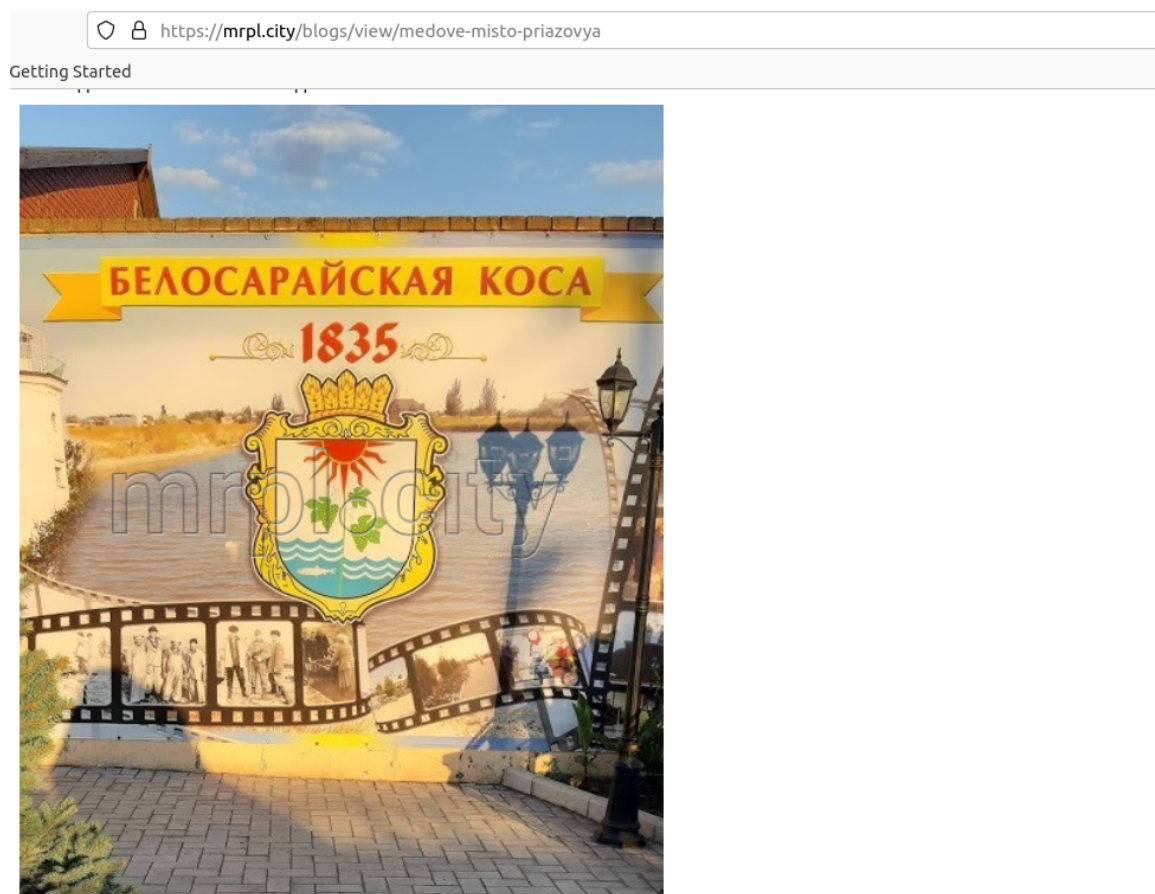 https://mrpl.city/blogs/view/medove-misto-priazovya
Getting Started
БЕЛОСАРАЙСКАЯ КОСА
1835
mrpl.city